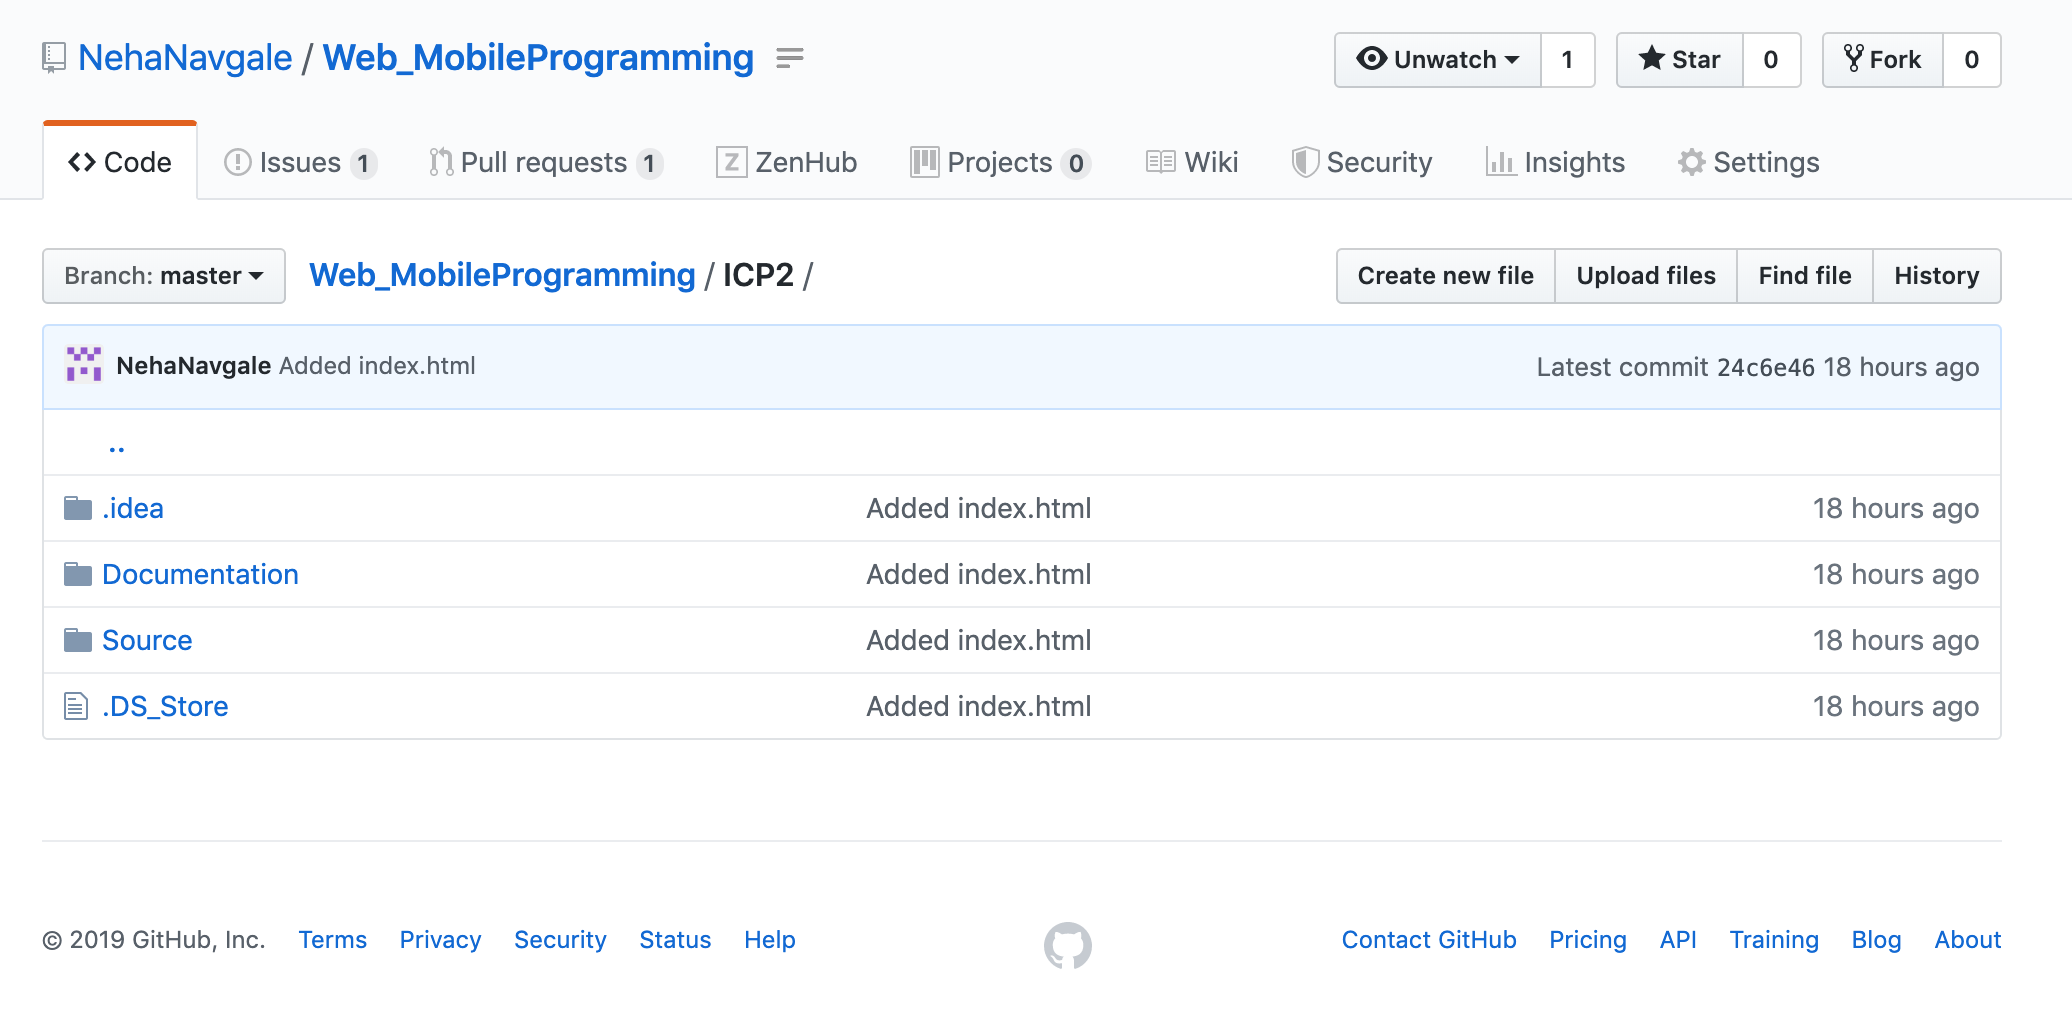 NehaNavgale / Web_MobileProgramming Unwatch 1 Star 0 Fork 0
Code Issues 1 Pull requests 1 Z ZenHub Projects 0 Wiki Security Insights Settings
Branch: master Web_MobileProgramming / ICP2 / Create new file Upload files Find file History
NehaNavgale Added index.html Latest commit 24c6e46 18 hours ago
..
.idea Added index.html 18 hours ago
Documentation Added index.html 18 hours ago
Source Added index.html 18 hours ago
.DS_Store Added index.html 18 hours ago
© 2019 GitHub, Inc. Terms Privacy Security Status Help Contact GitHub Pricing API Training Blog About